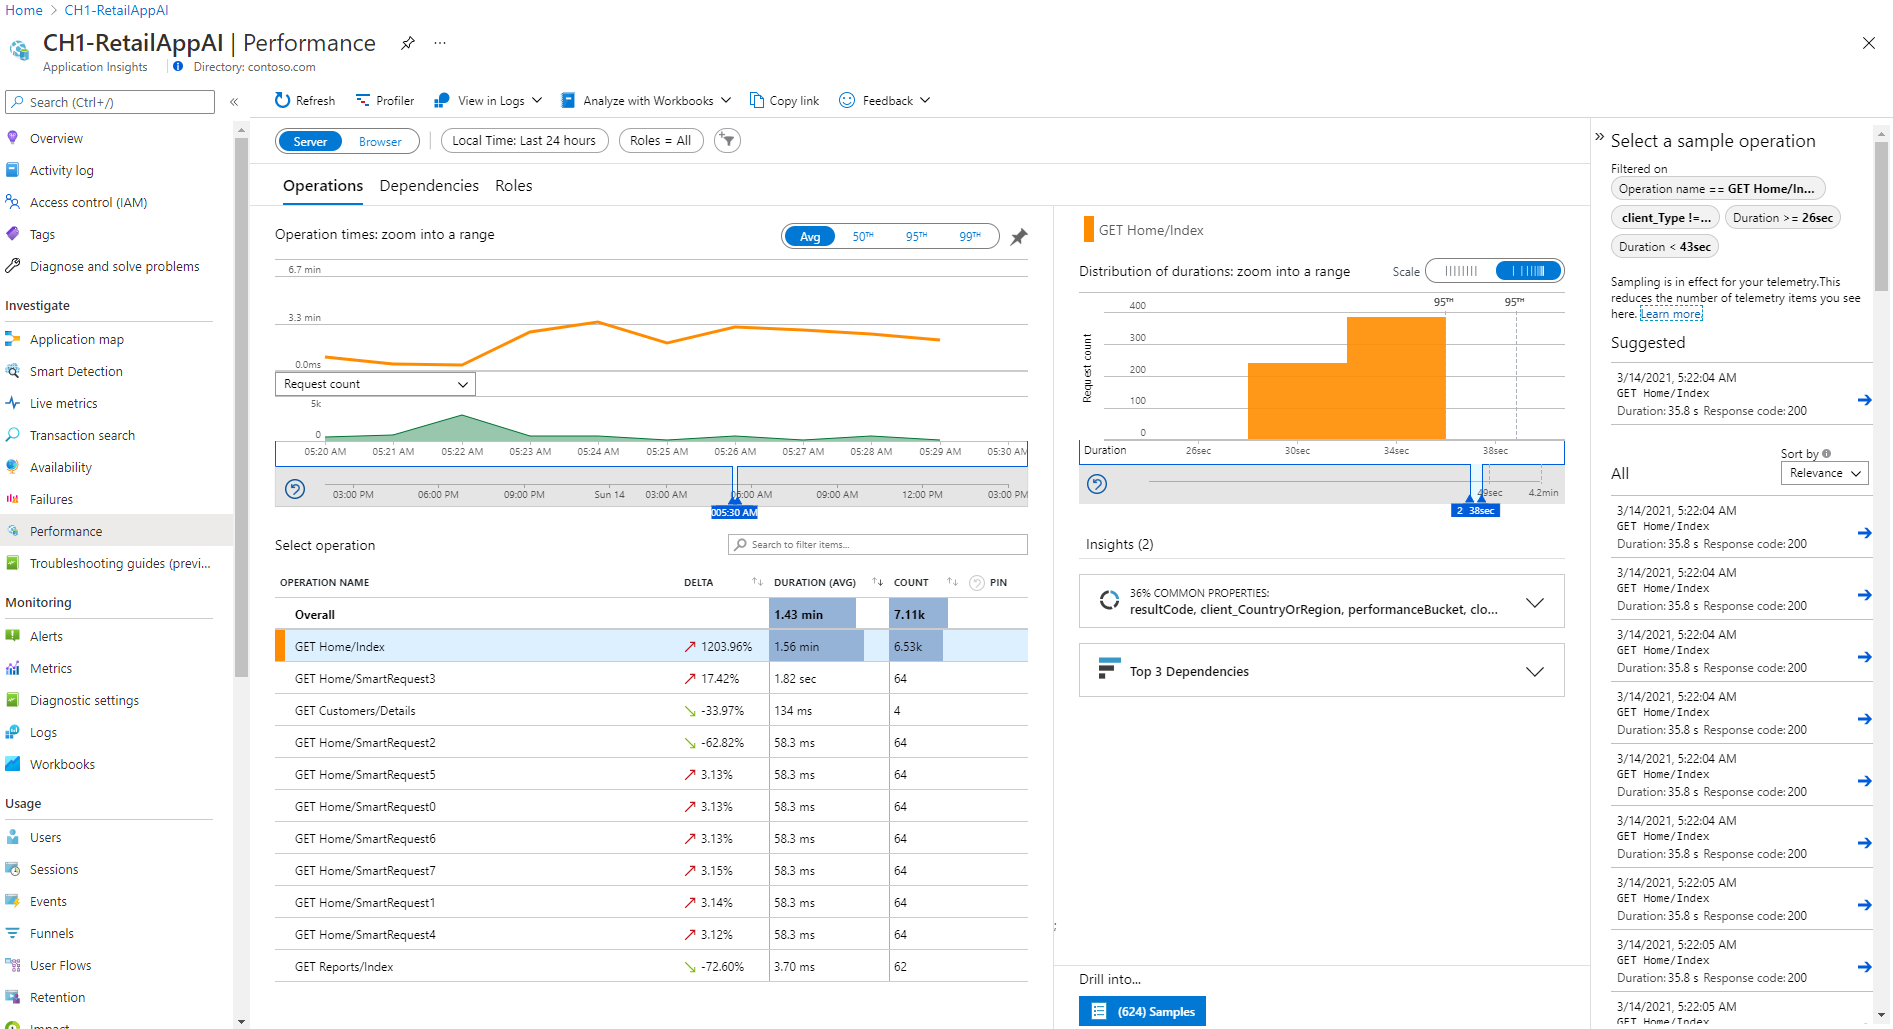 Home > CH1-RetailAppAI
CH1-RetailAppAI | Performance
Application Insights
Directory: contoso.com
Search (Ctrl+/)
Overview
Activity log
Access control (IAM)
Tags
Diagnose and solve problems
Investigate
Application map
Smart Detection
Live metrics
Transaction search
Availability
Failures
Performance
Troubleshooting guides (previ...
Monitoring
Alerts
Metrics
Diagnostic settings
Logs
Workbooks
Usage
Users
Sessions
Events
Funnels
User Flows
Retention
Refresh Profiler View in Logs Analyze with Workbooks Copy link Feedback
Server Browser Local Time: Last 24 hours Roles = All
Operations Dependencies Roles
Operation times: zoom into a range
Avg 50TH 95TH 99TH
6.7 min
3.3 min
0.0ms
Request count
5k
0
05:20 AM 05:21 AM 05:22 AM 05:23 AM 05:24 AM 05:25 AM 05:26 AM 05:27 AM 05:28 AM 05:29 AM 05:30 AM
03:00 PM 06:00 PM 09:00 PM Sun 14 03:00 AM 06:00 AM 09:00 AM 12:00 PM 03:00 PM
005:30 AM
Select operation
Search to filter items...
OPERATION NAME DELTA DURATION (AVG) COUNT PIN
Overall 1.43 min 7.11k
GET Home/Index 1203.96% 1.56 min 6.53k
GET Home/SmartRequest3 17.42% 1.82 sec 64
GET Customers/Details -33.97% 134 ms 4
GET Home/SmartRequest2 -62.82% 58.3 ms 64
GET Home/SmartRequest5 3.13% 58.3 ms 64
GET Home/SmartRequest0 3.13% 58.3 ms 64
GET Home/SmartRequest6 3.13% 58.3 ms 64
GET Home/SmartRequest7 3.15% 58.3 ms 64
GET Home/SmartRequest1 3.14% 58.3 ms 64
GET Home/SmartRequest4 3.12% 58.3 ms 64
GET Reports/Index -72.60% 3.70 ms 62
GET Home/Index
Distribution of durations: zoom into a range
Scale
95TH 95TH
Request count
400
300
200
100
0
Duration 26sec 30sec 34sec 38sec
49sec 4.2min
2 38sec
Insights (2)
36% COMMON PROPERTIES:
resultCode, client_CountryOrRegion, performanceBucket, clo...
Top 3 Dependencies
Drill into...
(624) Samples
Select a sample operation
Filtered on
Operation name == GET Home/In...
client_Type !=... Duration >= 26sec
Duration < 43sec
Sampling is in effect for your telemetry.This
reduces the number of telemetry items you see
here. Learn more.
Suggested
3/14/2021, 5:22:04 AM
GET Home/Index
Duration: 35.8 s Response code: 200
Sort by
All
Relevance
3/14/2021, 5:22:04 AM
GET Home/Index
Duration: 35.8 s Response code: 200
3/14/2021, 5:22:04 AM
GET Home/Index
Duration: 35.8 s Response code: 200
3/14/2021, 5:22:04 AM
GET Home/Index
Duration: 35.8 s Response code: 200
3/14/2021, 5:22:04 AM
GET Home/Index
Duration: 35.8 s Response code: 200
3/14/2021, 5:22:04 AM
GET Home/Index
Duration: 35.8 s Response code: 200
3/14/2021, 5:22:04 AM
GET Home/Index
Duration: 35.8 s Response code: 200
3/14/2021, 5:22:05 AM
GET Home/Index
Duration: 35.8 s Response code: 200
3/14/2021, 5:22:05 AM
GET Home/Index
Duration: 35.8 s Response code: 200
3/14/2021, 5:22:05 AM
GET Home/Index